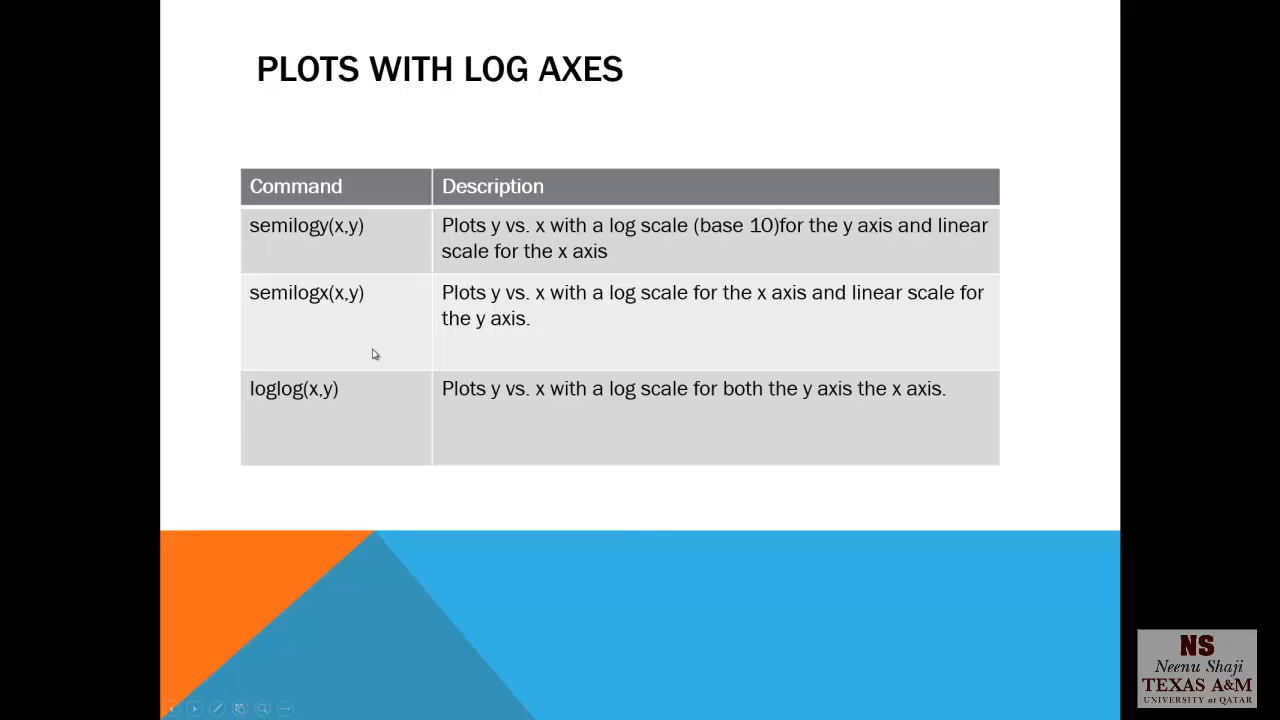 PLOTS WITH LOG AXES
Command
Description
semilogy(x,y)
Plots y vs. x with a log scale (base 10)for the y axis and linear
scale for the x axis
semilogx(x,y)
Plots y vs. x with a log scale for the x axis and linear scale for
the y axis.
loglog(x,y)
Plots y vs. x with a log scale for both the y axis the x axis.
NS
Neenu Shaji
TEXAS A&M
UNIVERSITY at QATAR